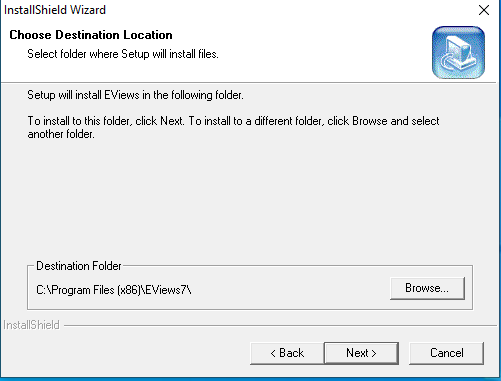 InstallShield Wizard
Choose Destination Location
Select folder where Setup will install files.
Setup will install EViews in the following folder.
To install to this folder, click Next. To install to a different folder, click Browse and select
another folder.
Destination Folder
C:\Program Files (x86)\EViews7\
Browse...
InstallShield
< Back
Next >
Cancel